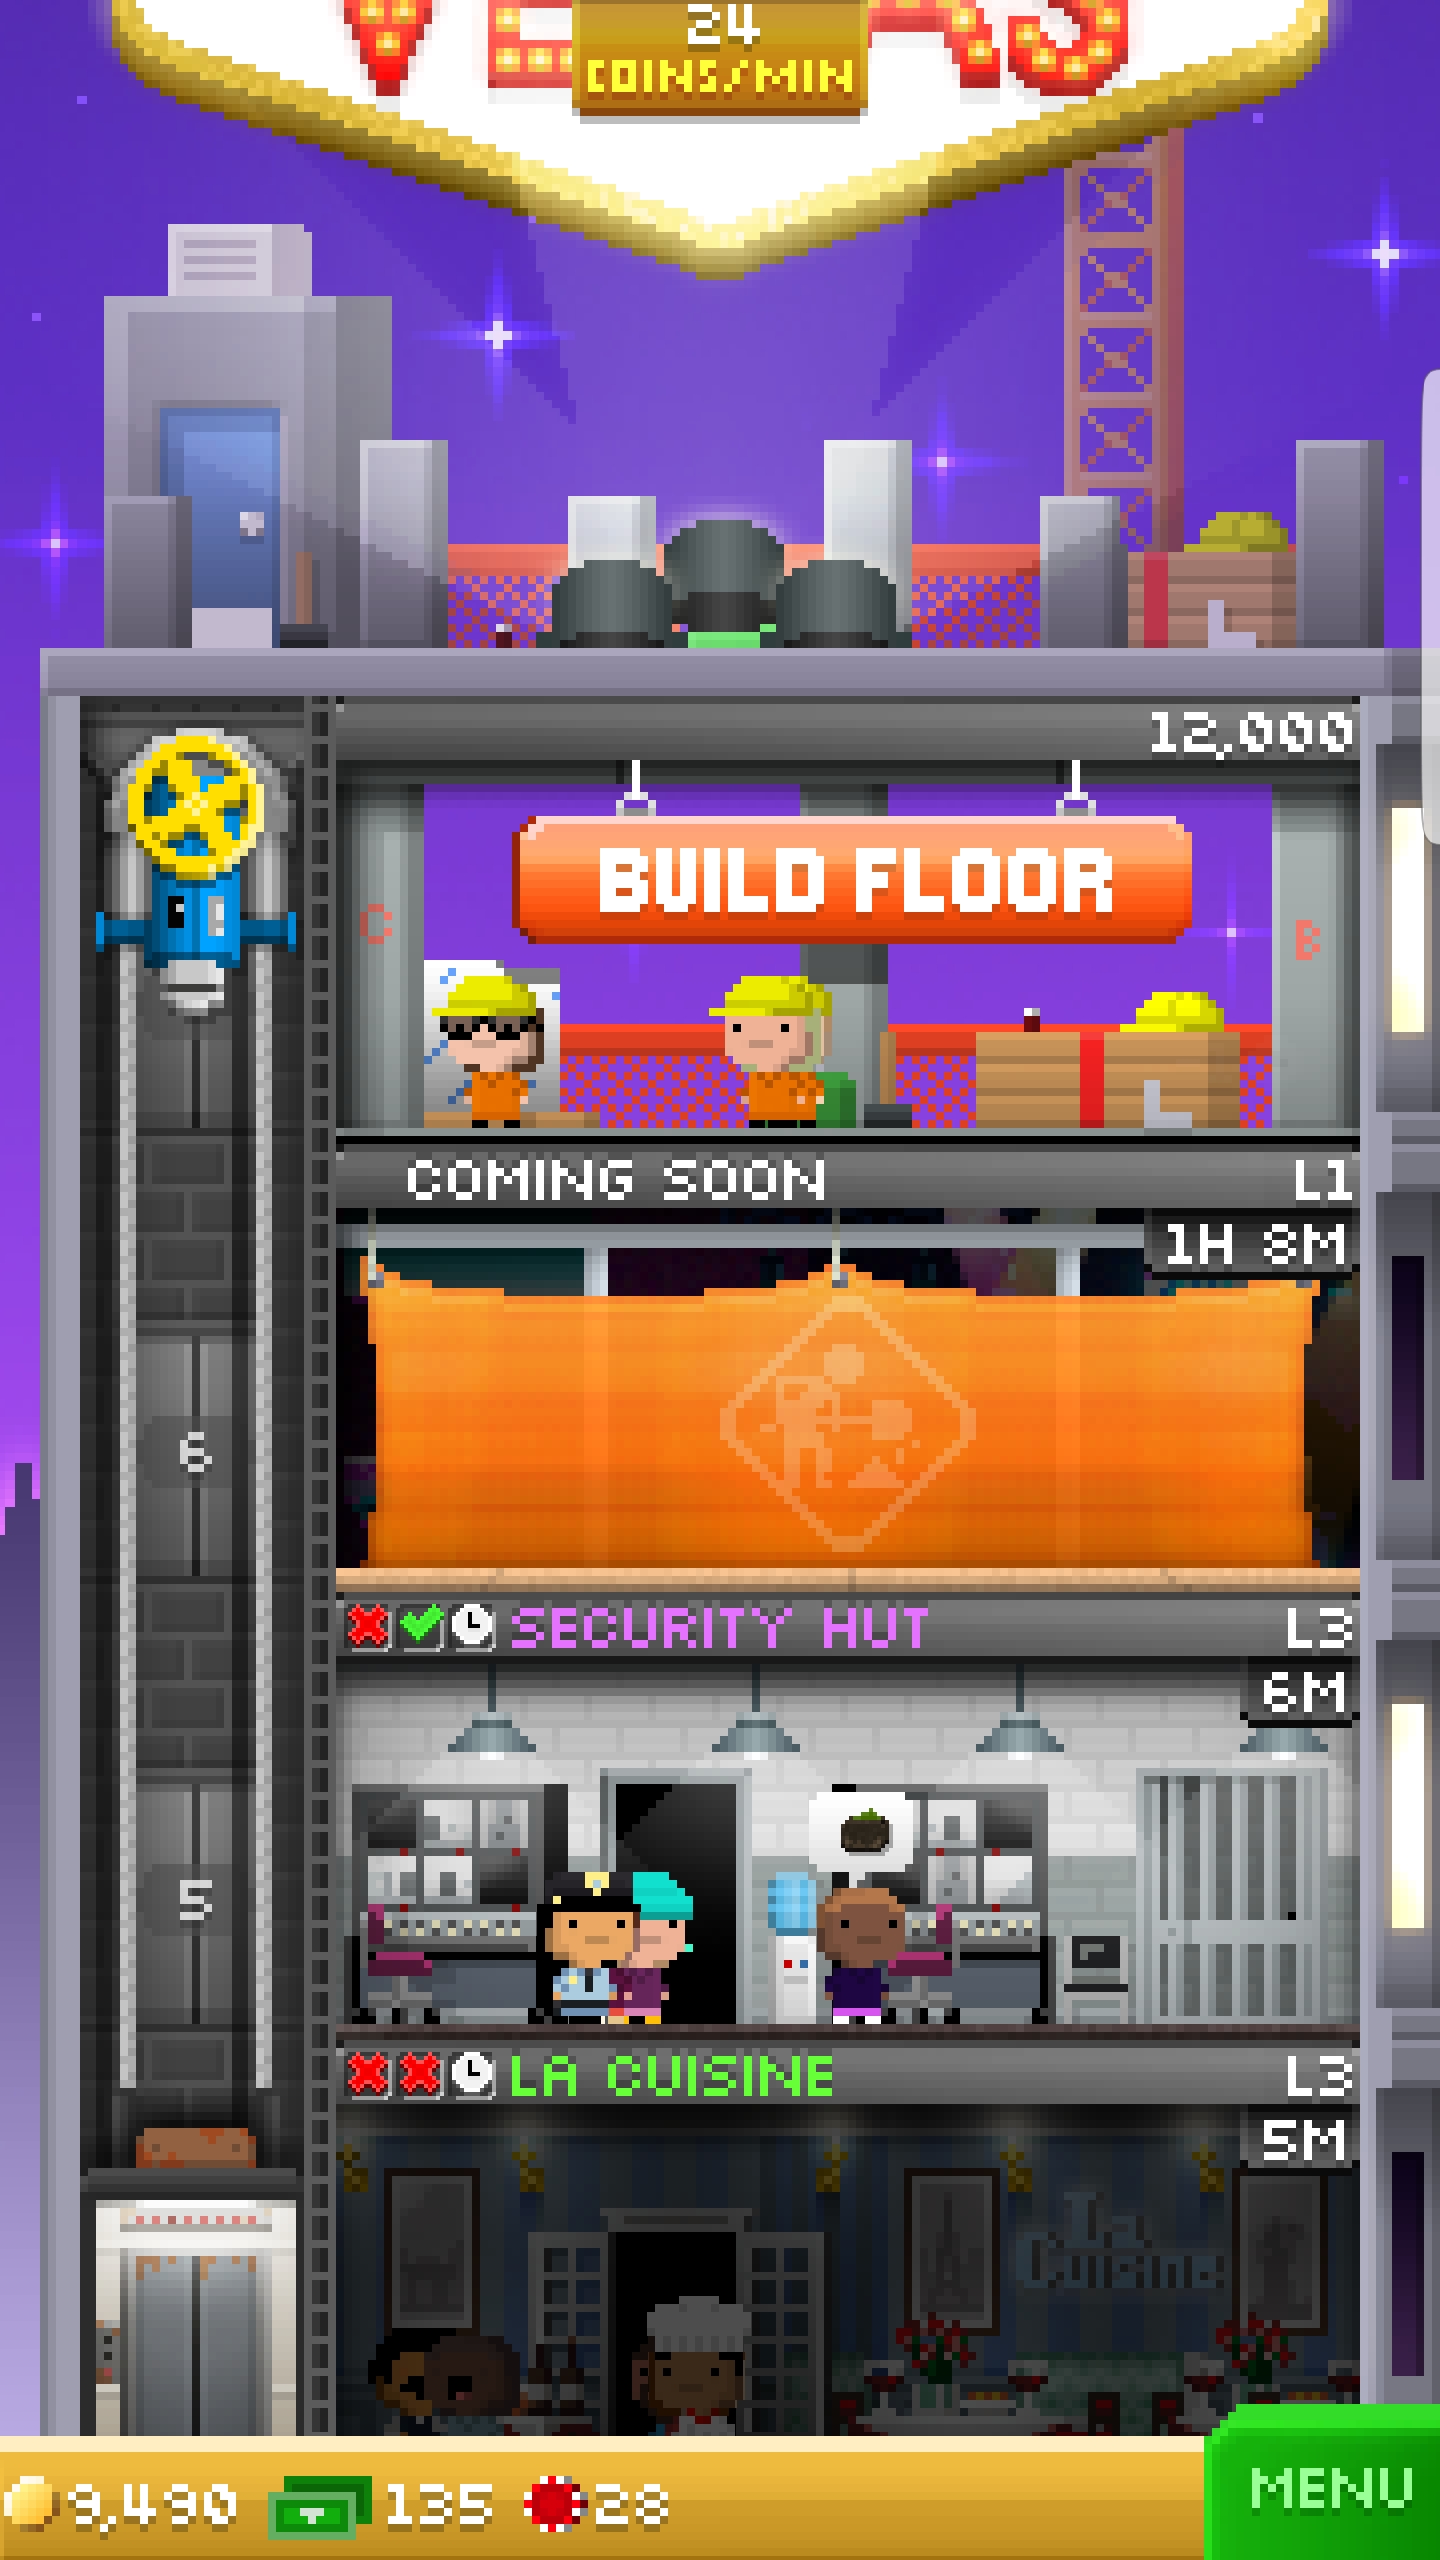 VEGAS
24
COINS/MIN
12,000
BUILD FLOOR
C
B
COMING SOON
L1
1H 8M
6
SECURITY HUT
L3
6M
5
LA CUISINE
L3
5M
La
Cuisine
9,490
135
28
MENU